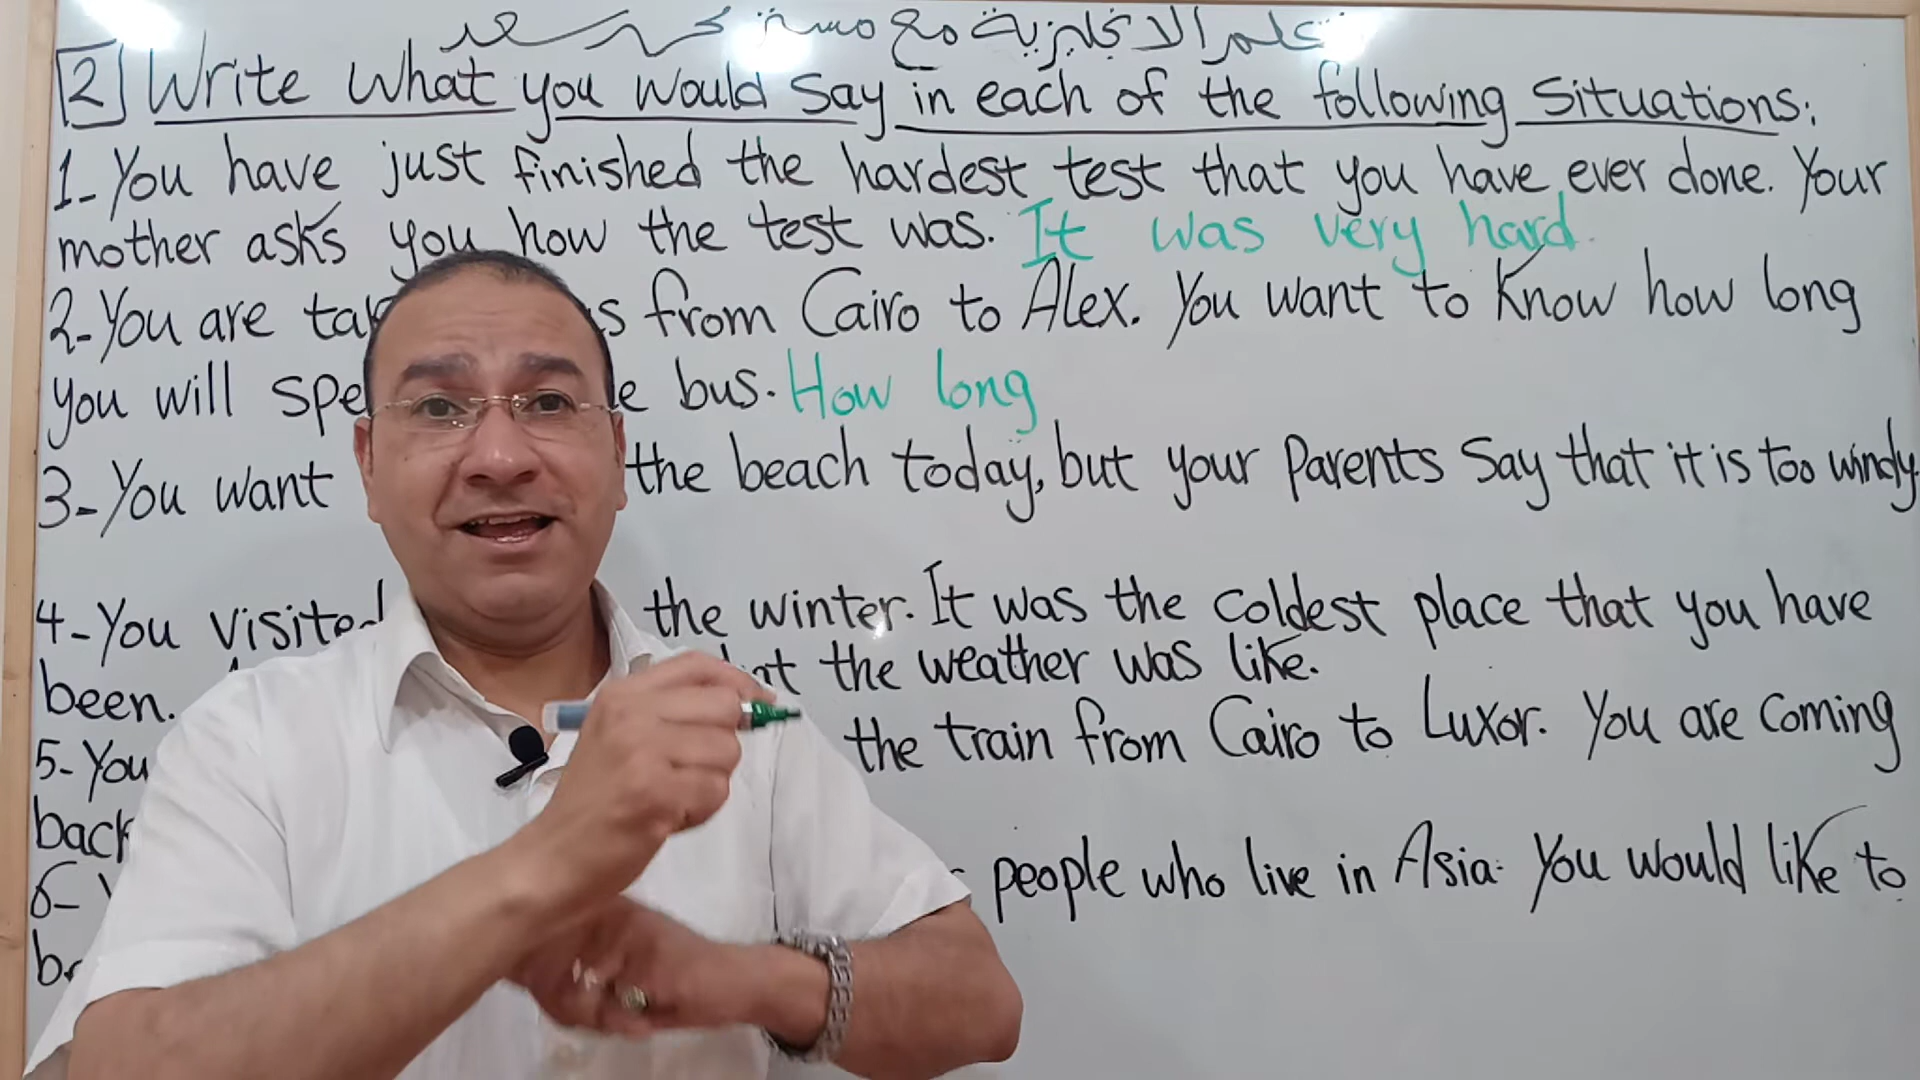 تعلم الانجليزية مع مستر محمد سعد
2 Write what you would say in each of the following situations:
1- You have just finished the hardest test that you have ever done. Your
mother asks you how the test was. It was very hard.
2- You are from Cairo to Alex. You want to know how long
you will bus. How long
3- You want the beach today, but your parents say that it is too windy.
4- You visited the winter. It was the coldest place that you have
been. the weather was like.
5- You the train from Cairo to Luxor. You are coming
back
6- people who live in Asia. You would like to